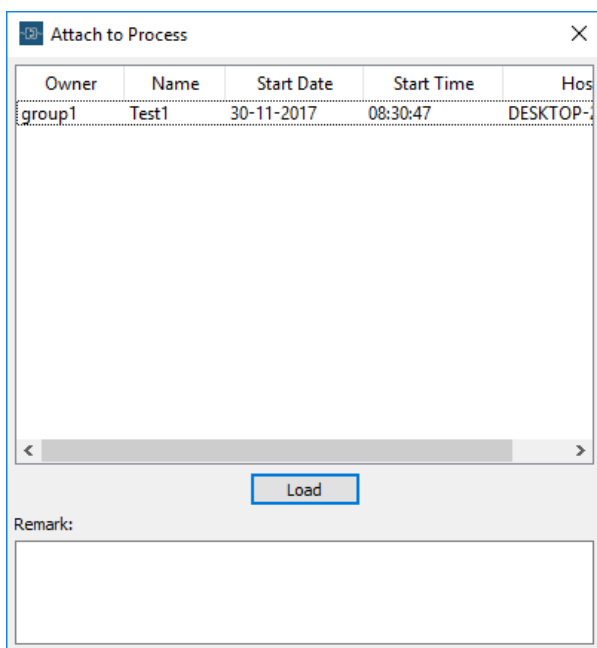 Attach to Process
Owner Name Start Date Start Time Hos
group1 Test1 30-11-2017 08:30:47 DESKTOP-
Load
Remark: